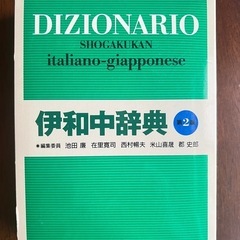 DIZIONARIO
SHOGAKUKAN
italiano-giapponese
伊和中辞典 第2版
●編集委員 池田 廉 在里寛司 西村暢夫 米山喜晟 郡 史郎